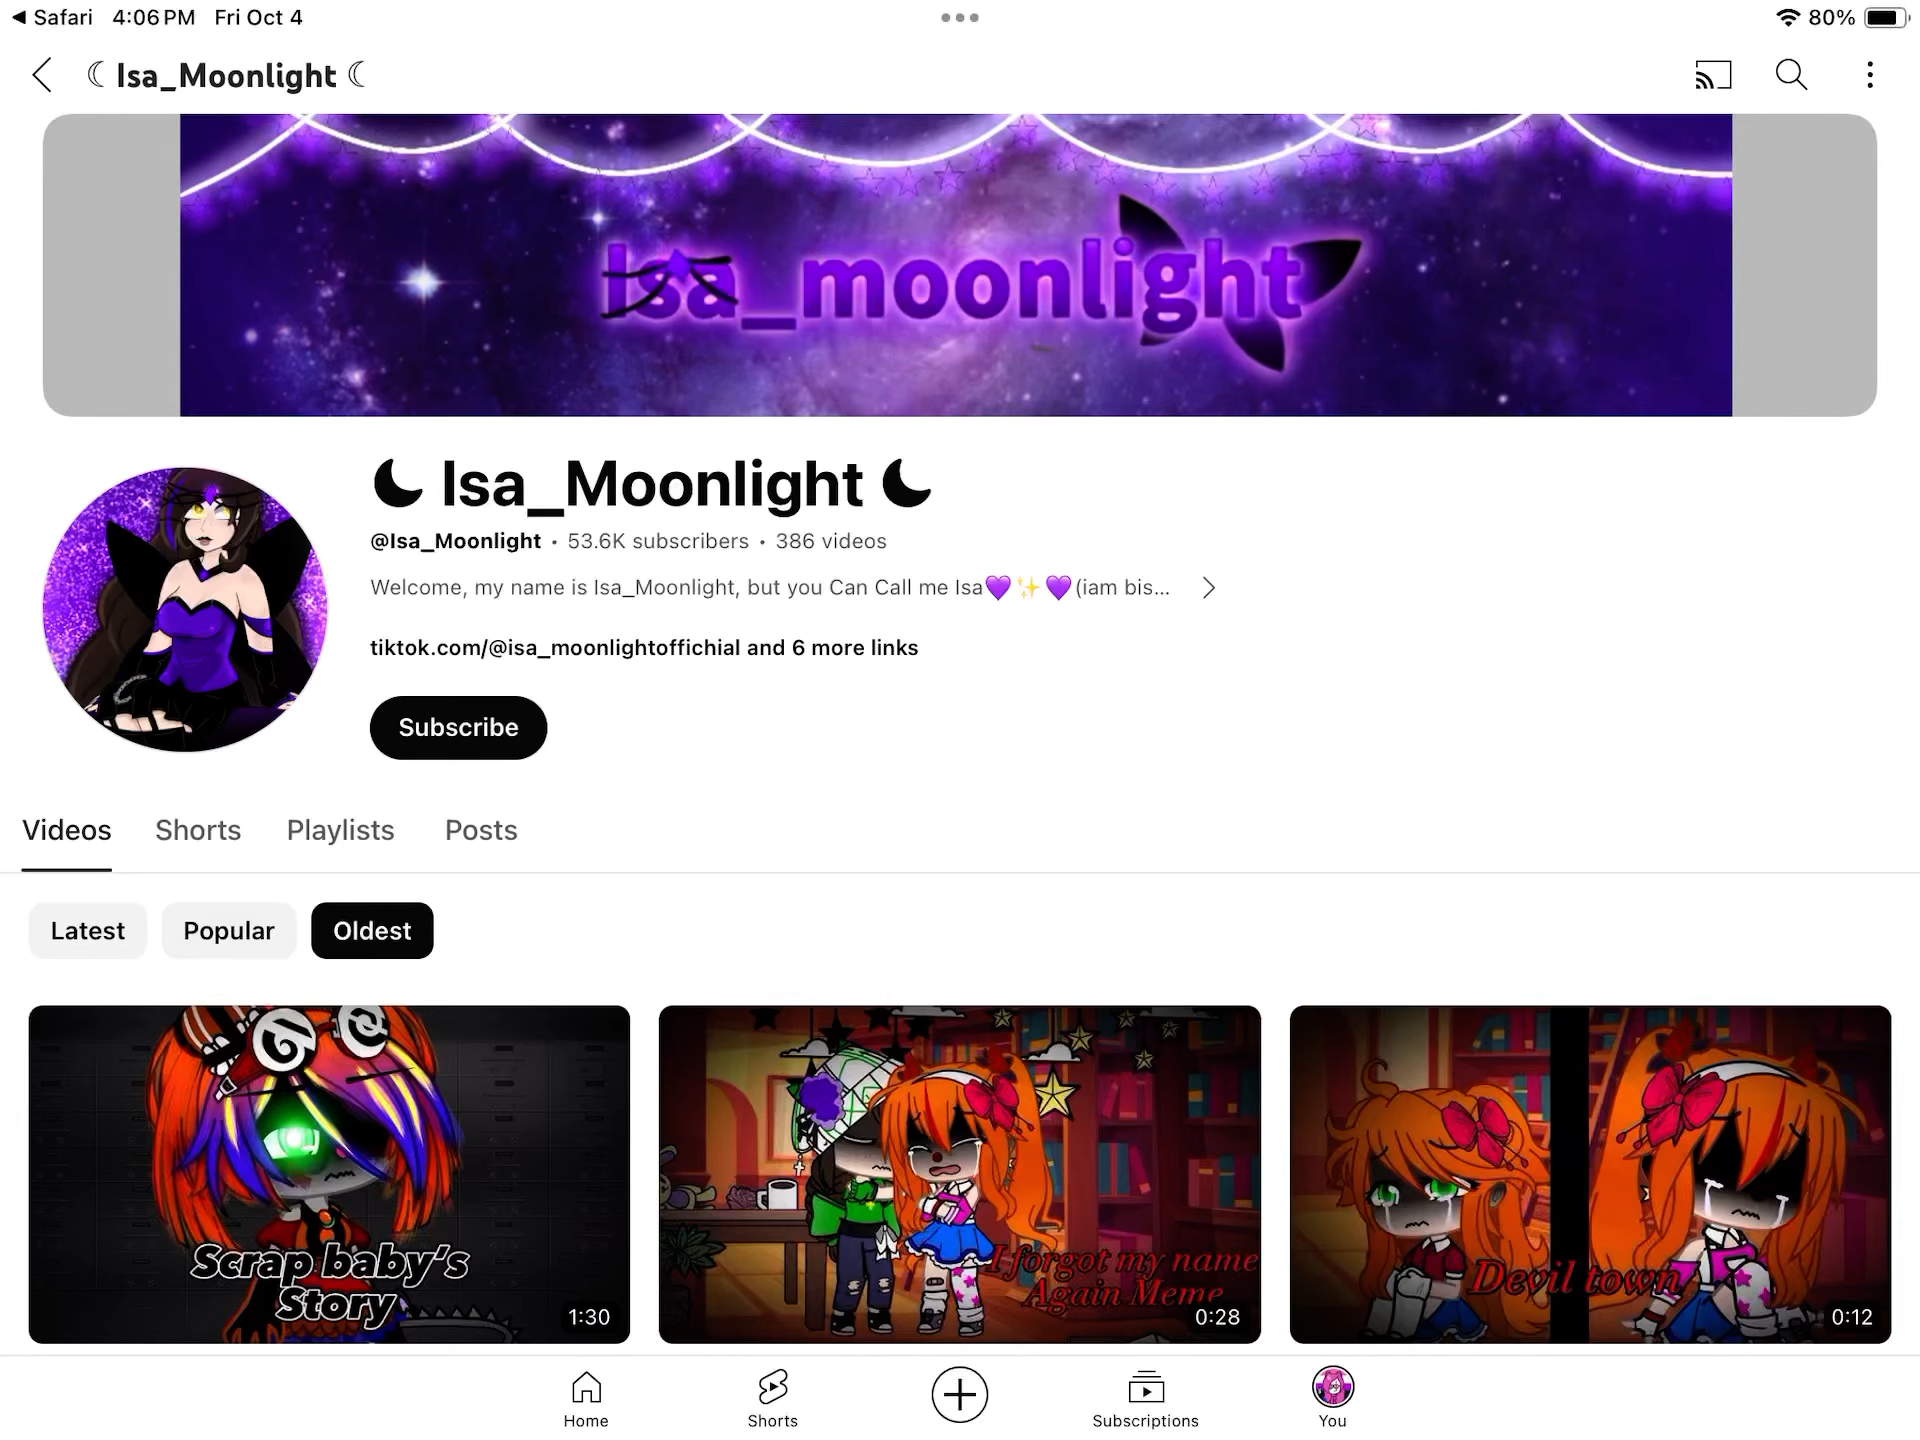 Safari 4:06 PM Fri Oct 4 80%
Isa_Moonlight
Isa_moonlight
Isa_Moonlight
@Isa_Moonlight • 53.6K subscribers • 386 videos
Welcome, my name is Isa_Moonlight, but you Can Call me Isa💜✨💜(iam bis...
tiktok.com/@isa_moonlightoffichial and 6 more links
Subscribe
Videos Shorts Playlists Posts
Latest Popular Oldest
Scrap baby's
Story
1:30
I forgot my name
Again Meme
0:28
Devil town
0:12
Home Shorts Subscriptions You